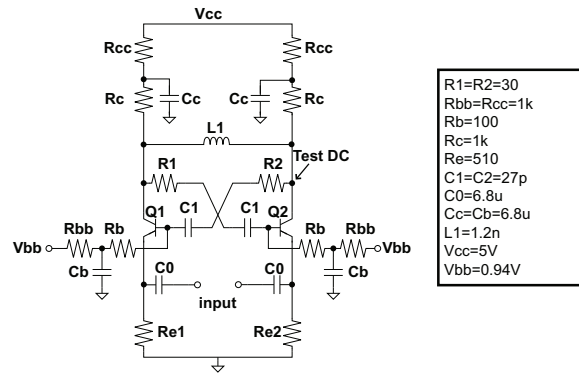 Vcc
Rcc
Rcc
Cc
Cc
Rc
Rc
L1
Test DC
R1
R2
Q1
C1
C1
Q2
Rbb
Rb
Rb
Rbb
Vbb
Vbb
Cb
C0
C0
Cb
input
Re1
Re2
R1=R2=30
Rbb=Rcc=1k
Rb=100
Rc=1k
Re=510
C1=C2=27p
C0=6.8u
Cc=Cb=6.8u
L1=1.2n
Vcc=5V
Vbb=0.94V